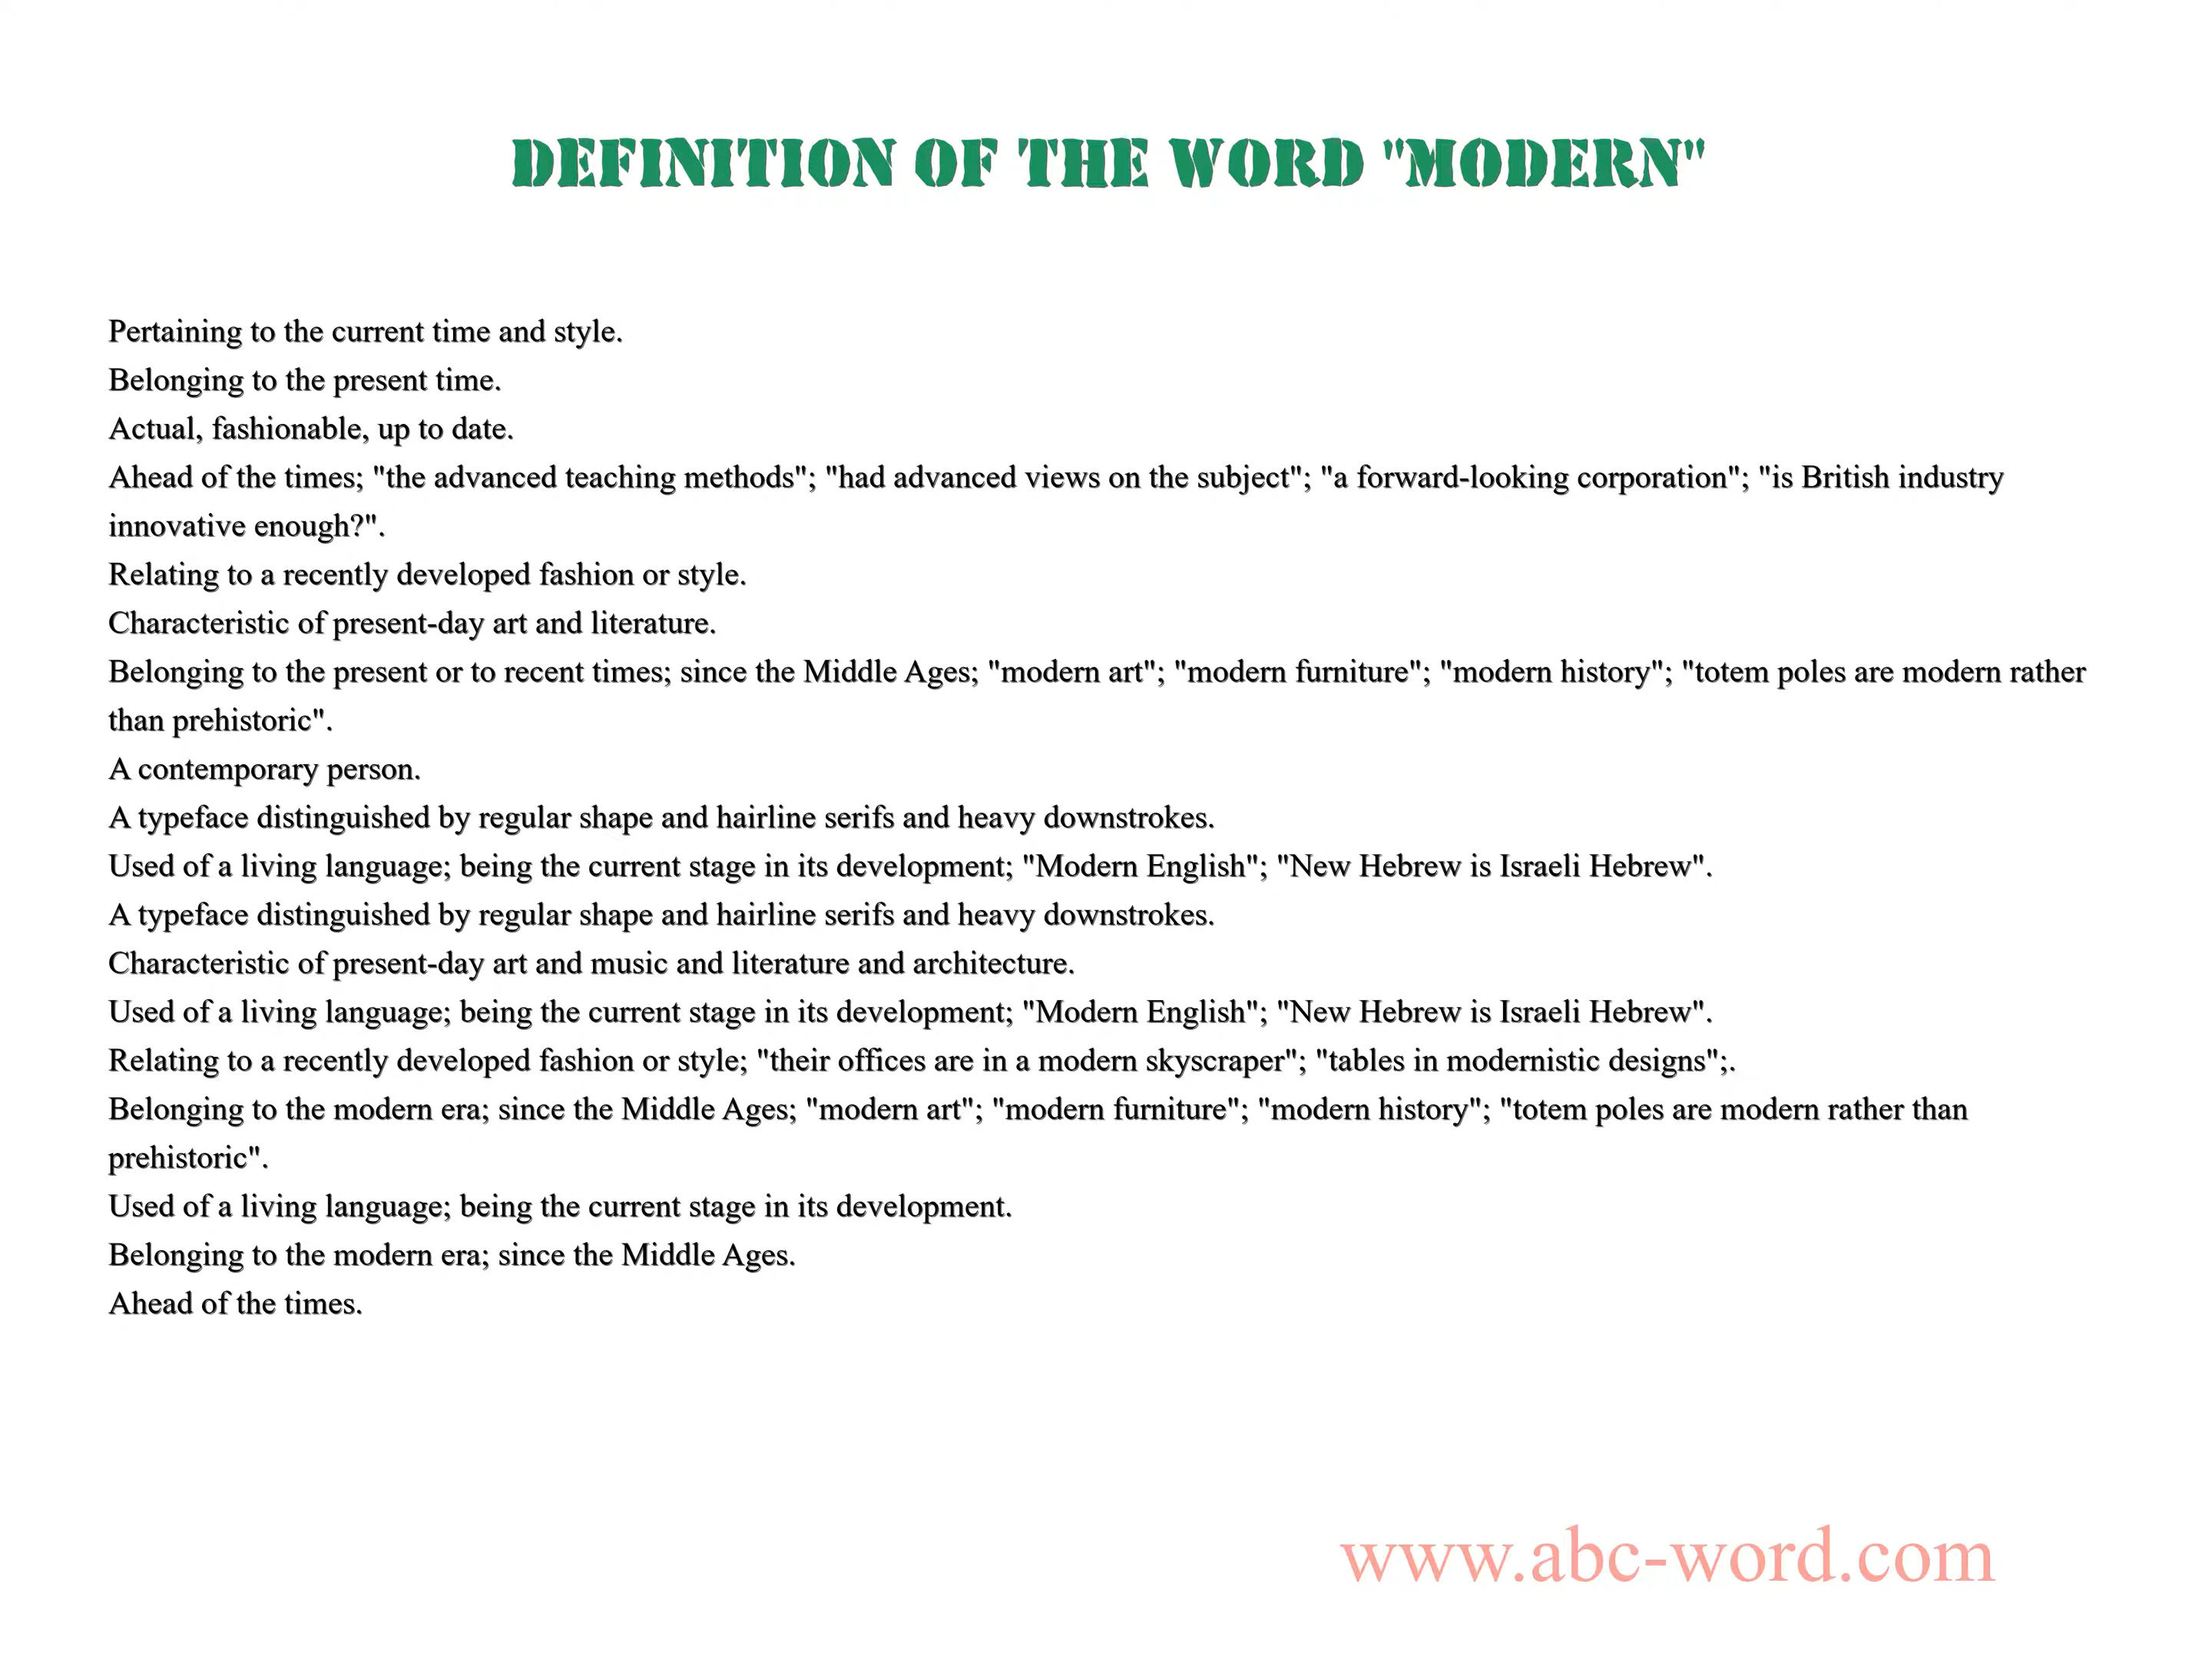 DEFINITION OF THE WORD "MODERN"
Pertaining to the current time and style.
Belonging to the present time.
Actual, fashionable, up to date.
Ahead of the times; "the advanced teaching methods"; "had advanced views on the subject"; "a forward-looking corporation"; "is British industry
innovative enough?".
Relating to a recently developed fashion or style.
Characteristic of present-day art and literature.
Belonging to the present or to recent times; since the Middle Ages; "modern art"; "modern furniture"; "modern history"; "totem poles are modern rather
than prehistoric".
A contemporary person.
A typeface distinguished by regular shape and hairline serifs and heavy downstrokes.
Used of a living language; being the current stage in its development; "Modern English"; "New Hebrew is Israeli Hebrew".
A typeface distinguished by regular shape and hairline serifs and heavy downstrokes.
Characteristic of present-day art and music and literature and architecture.
Used of a living language; being the current stage in its development; "Modern English"; "New Hebrew is Israeli Hebrew".
Relating to a recently developed fashion or style; "their offices are in a modern skyscraper"; "tables in modernistic designs";.
Belonging to the modern era; since the Middle Ages; "modern art"; "modern furniture"; "modern history"; "totem poles are modern rather than
prehistoric".
Used of a living language; being the current stage in its development.
Belonging to the modern era; since the Middle Ages.
Ahead of the times.
www.abc-word.com